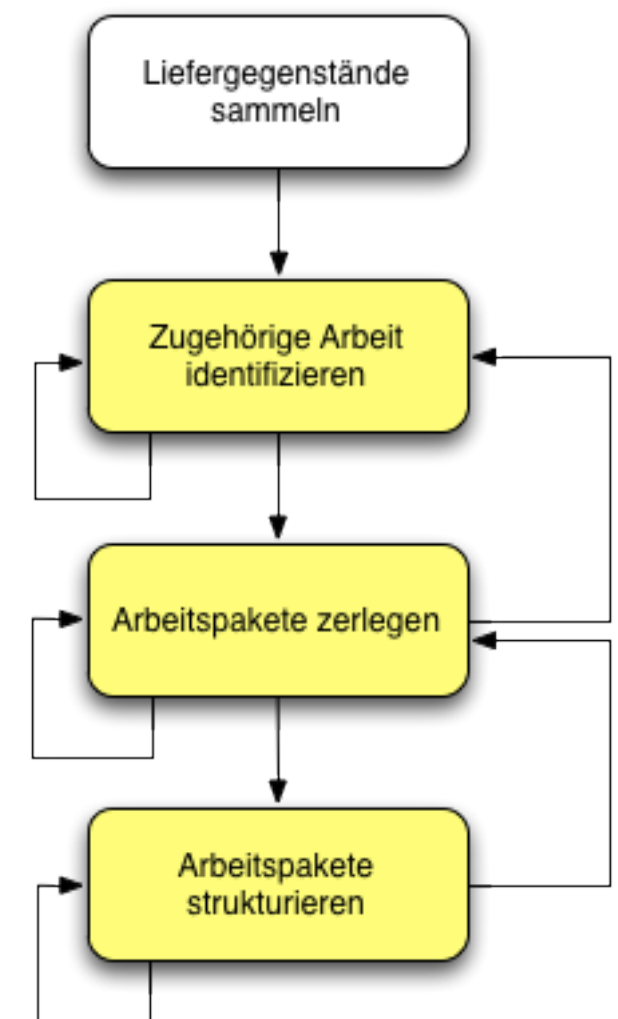 Liefergegenstände
sammeln
Zugehörige Arbeit
identifizieren
Arbeitspakete zerlegen
Arbeitspakete
strukturieren